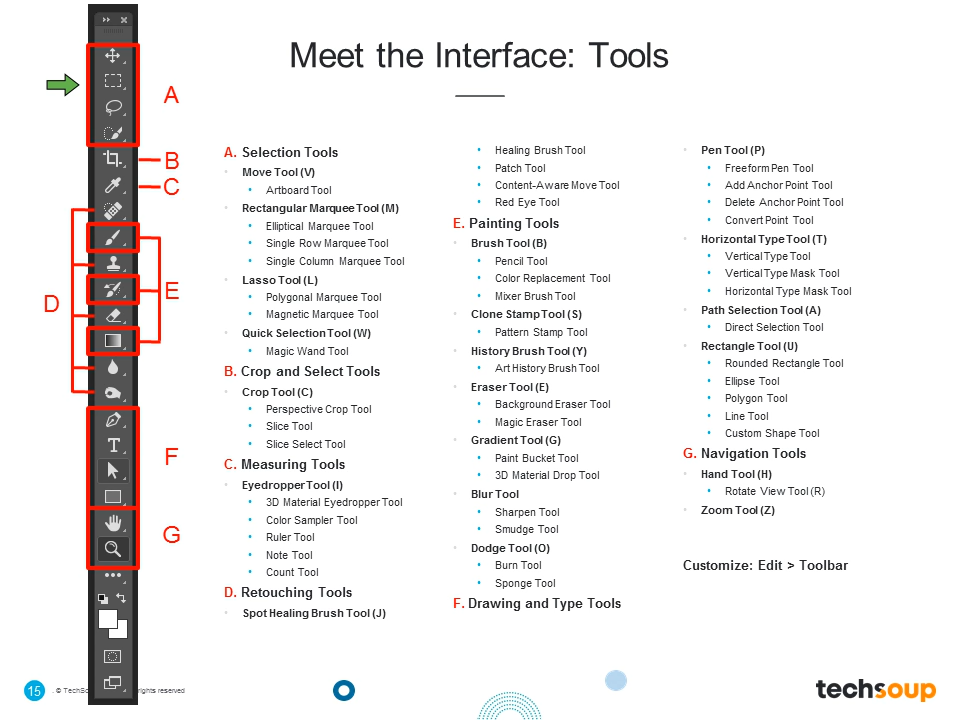 Meet the Interface: Tools
A
B
C
D
E
F
G
A. Selection Tools
Move Tool (V)
Artboard Tool
Rectangular Marquee Tool (M)
Elliptical Marquee Tool
Single Row Marquee Tool
Single Column Marquee Tool
Lasso Tool (L)
Polygonal Marquee Tool
Magnetic Marquee Tool
Quick Selection Tool (W)
Magic Wand Tool
B. Crop and Select Tools
Crop Tool (C)
Perspective Crop Tool
Slice Tool
Slice Select Tool
C. Measuring Tools
Eyedropper Tool (I)
3D Material Eyedropper Tool
Color Sampler Tool
Ruler Tool
Note Tool
Count Tool
D. Retouching Tools
Spot Healing Brush Tool (J)
Healing Brush Tool
Patch Tool
Content-Aware Move Tool
Red Eye Tool
E. Painting Tools
Brush Tool (B)
Pencil Tool
Color Replacement Tool
Mixer Brush Tool
Clone Stamp Tool (S)
Pattern Stamp Tool
History Brush Tool (Y)
Art History Brush Tool
Eraser Tool (E)
Background Eraser Tool
Magic Eraser Tool
Gradient Tool (G)
Paint Bucket Tool
3D Material Drop Tool
Blur Tool
Sharpen Tool
Smudge Tool
Dodge Tool (O)
Burn Tool
Sponge Tool
F. Drawing and Type Tools
Pen Tool (P)
Freeform Pen Tool
Add Anchor Point Tool
Delete Anchor Point Tool
Convert Point Tool
Horizontal Type Tool (T)
Vertical Type Tool
Vertical Type Mask Tool
Horizontal Type Mask Tool
Path Selection Tool (A)
Direct Selection Tool
Rectangle Tool (U)
Rounded Rectangle Tool
Ellipse Tool
Polygon Tool
Line Tool
Custom Shape Tool
G. Navigation Tools
Hand Tool (H)
Rotate View Tool (R)
Zoom Tool (Z)
Customize: Edit > Toolbar
15
. © TechSo ights reserved
techsoup